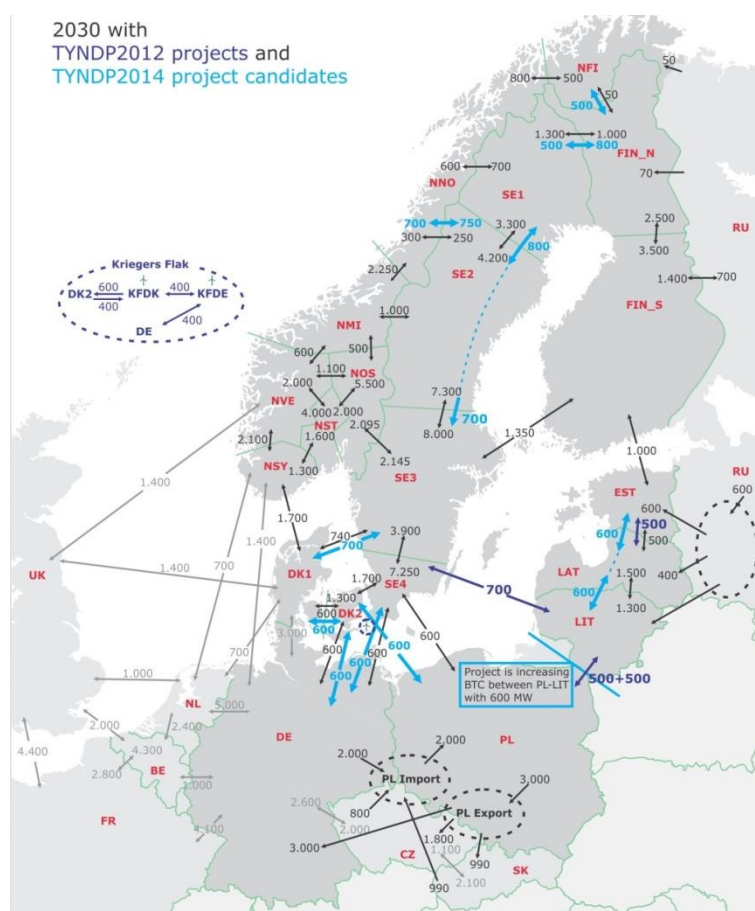 2030 with
TYNDP2012 projects and
TYNDP2014 project candidates
NFI
50
800 500
50
500
1.300 1.000
500 800
FIN_N
600 700
NNO
70
SE1
RU
700 750
3.300
2.500
300 250
800
4.200
3.500
Kriegers Flak
SE2
2.250
1.400 700
DK2 600 KFDK 400 KFDE
400
FIN_S
DE 400
1.000
NMI
600
500
1.100 NOS
2.000 5.500
7.300
NVE
4.000 2.000
700
NST
2.095
8.000
1.350
2.100 1.600
1.000
NSY
1.300
2.145
RU
SE3
1.400
EST
600
1.700
600
500
1.400
740
3.900
600
500
700
UK
700
LAT
1.400
DK1
7.250
1.500
400
1.700
SE4
700
600
1.300
1.300
DK2
LIT
600
3.000
600
600
600
600
600
600
600
700
Project is increasing
BTC between PL-LIT
with 600 MW
500+500
1.000
NL
5.000
2.000
2.400
DE
PL
4.300
2.000 2.000
4.400
BE
2.800
PL Import
1.000
3.000
2.600
800
PL Export
FR
2.000
4.100
1.800
3.000
1.100
990
CZ
SK
990
2.100